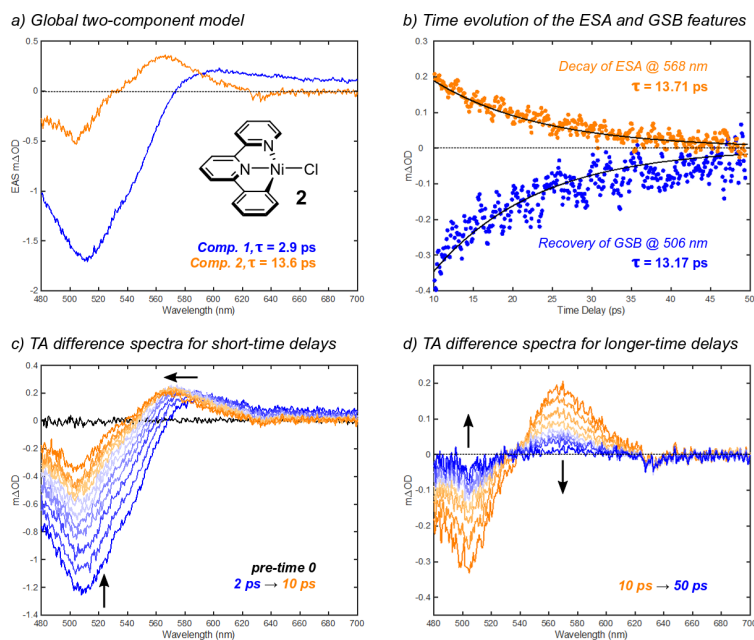 a) Global two-component model
0.5
0
-0.5
-1
-1.5
-2
EAS mΔOD
480 500 520 540 560 580 600 620 640 660 680 700
Wavelength (nm)
N
N
Ni
Cl
2
Comp. 1, τ = 2.9 ps
Comp. 2, τ = 13.6 ps
b) Time evolution of the ESA and GSB features
0.3
0.2
0.1
0
-0.1
-0.2
-0.3
-0.4
mΔOD
10 15 20 25 30 35 40 45 50
Time Delay (ps)
Decay of ESA @ 568 nm
τ = 13.71 ps
Recovery of GSB @ 506 nm
τ = 13.17 ps
c) TA difference spectra for short-time delays
0.4
0.2
0
-0.2
-0.4
-0.6
-0.8
-1
-1.2
-1.4
mΔOD
480 500 520 540 560 580 600 620 640 660 680 700
Wavelength (nm)
pre-time 0
2 ps → 10 ps
d) TA difference spectra for longer-time delays
0.2
0.1
0
-0.1
-0.2
-0.3
-0.4
mΔOD
480 500 520 540 560 580 600 620 640 660 680 700
Wavelength (nm)
10 ps → 50 ps